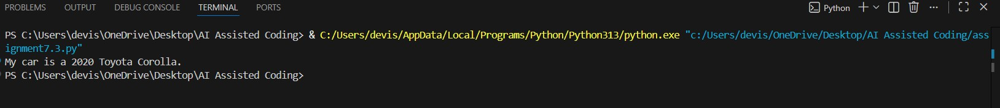 PROBLEMS OUTPUT DEBUG CONSOLE TERMINAL PORTS Python
PS C:\Users\devis\OneDrive\Desktop\AI Assisted Coding> & C:/Users/devis/AppData/Local/Programs/Python/Python313/python.exe "c:/Users/devis/OneDrive/Desktop/AI Assisted Coding/ass
ignment7.3.py"
My car is a 2020 Toyota Corolla.
PS C:\Users\devis\OneDrive\Desktop\AI Assisted Coding>